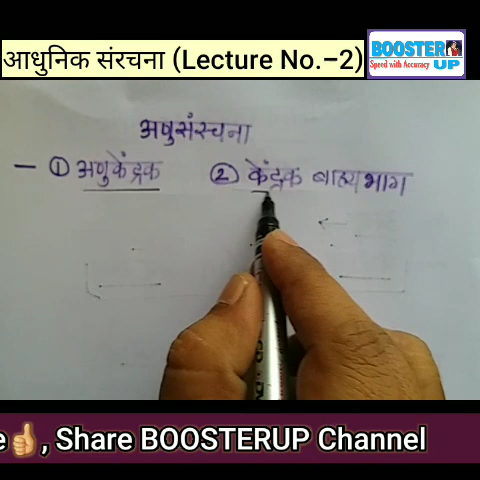 आधुनिक संरचना (Lecture No.–2)
BOOSTER
Speed with Accuracy UP
अणुसंरचना
– ① अणुकेंद्रक ② केंद्रक बाह्यभाग
e👍, Share BOOSTERUP Channel